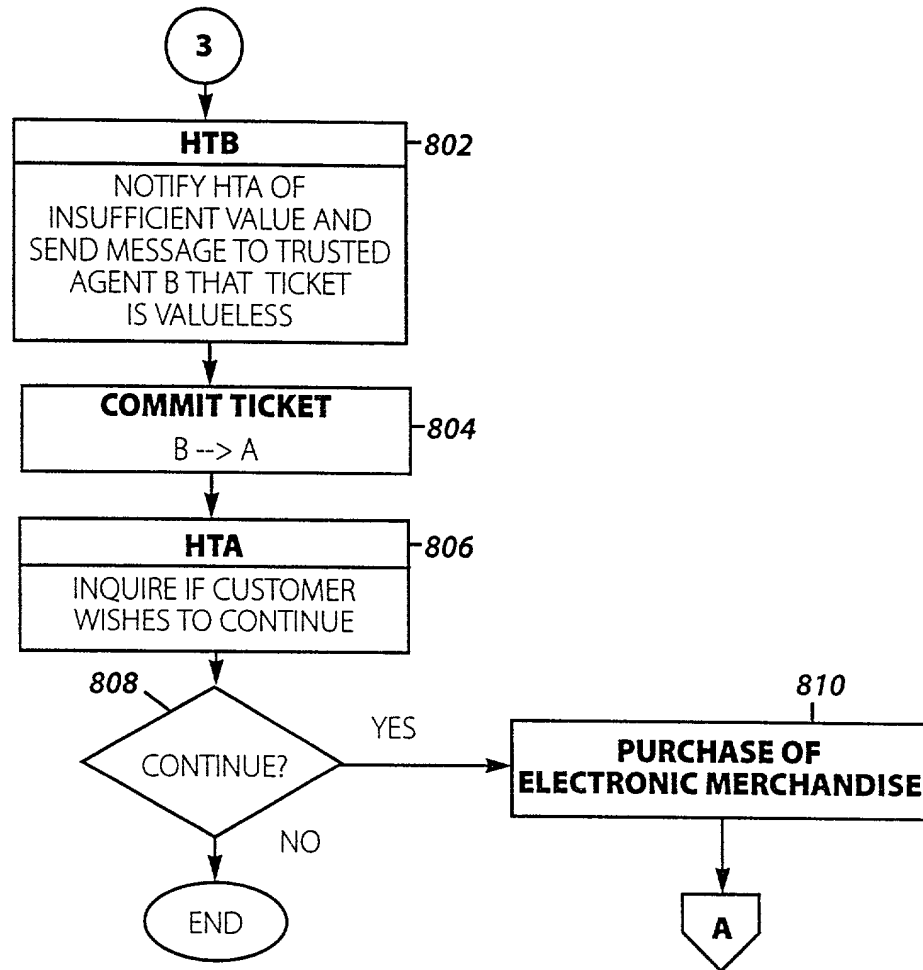 3
HTB
802
NOTIFY HTA OF
INSUFFICIENT VALUE AND
SEND MESSAGE TO TRUSTED
AGENT B THAT TICKET
IS VALUELESS
COMMIT TICKET
B --> A
804
HTA
806
INQUIRE IF CUSTOMER
WISHES TO CONTINUE
808
CONTINUE?
YES
NO
END
810
PURCHASE OF
ELECTRONIC MERCHANDISE
A